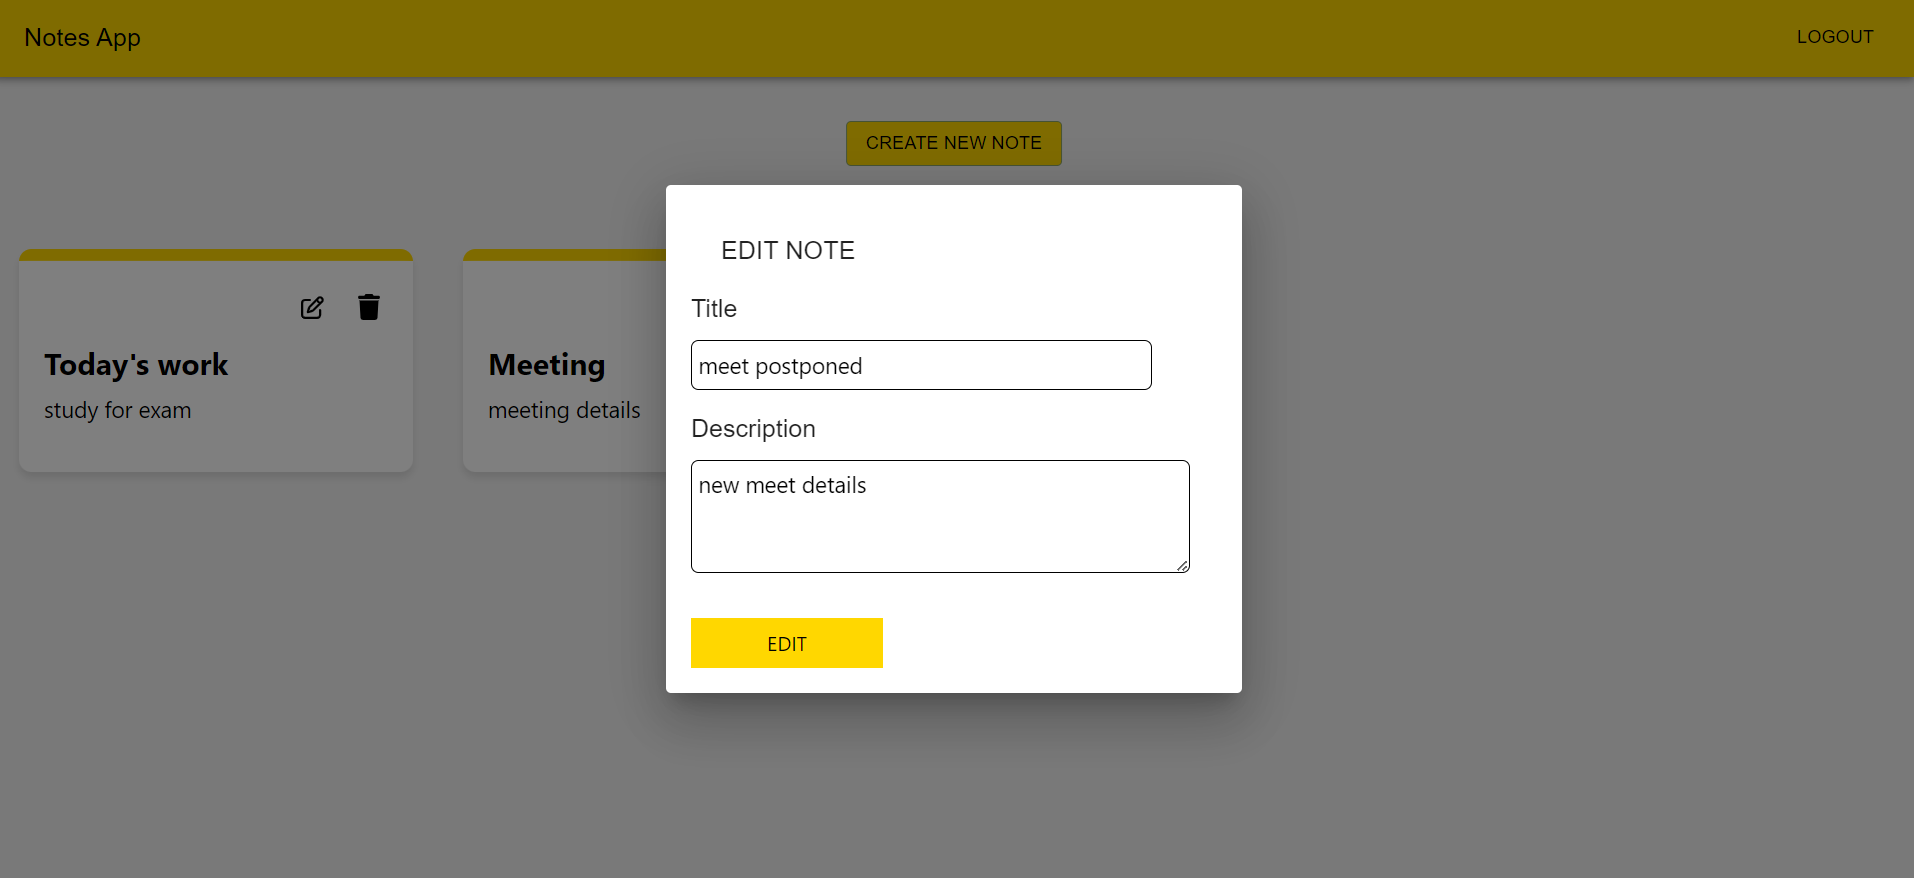 Notes App
LOGOUT
CREATE NEW NOTE
Today's work
study for exam
Meeting
meeting details
EDIT NOTE
Title
meet postponed
Description
new meet details
EDIT